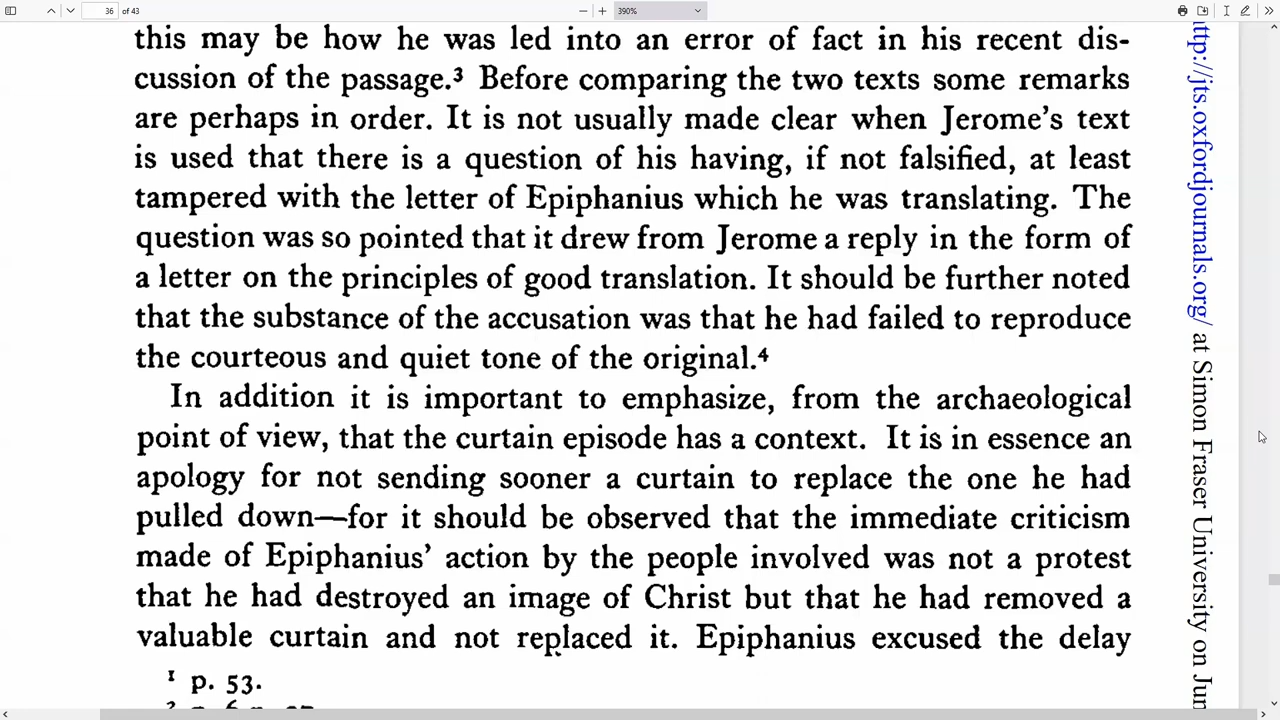 36 of 43
390%
this may be how he was led into an error of fact in his recent dis-
cussion of the passage.³ Before comparing the two texts some remarks
are perhaps in order. It is not usually made clear when Jerome's text
is used that there is a question of his having, if not falsified, at least
tampered with the letter of Epiphanius which he was translating. The
question was so pointed that it drew from Jerome a reply in the form of
a letter on the principles of good translation. It should be further noted
that the substance of the accusation was that he had failed to reproduce
the courteous and quiet tone of the original.⁴
In addition it is important to emphasize, from the archaeological
point of view, that the curtain episode has a context. It is in essence an
apology for not sending sooner a curtain to replace the one he had
pulled down—for it should be observed that the immediate criticism
made of Epiphanius' action by the people involved was not a protest
that he had destroyed an image of Christ but that he had removed a
valuable curtain and not replaced it. Epiphanius excused the delay
¹ p. 53.
http://jts.oxfordjournals.org/ at Simon Fraser University on Jun